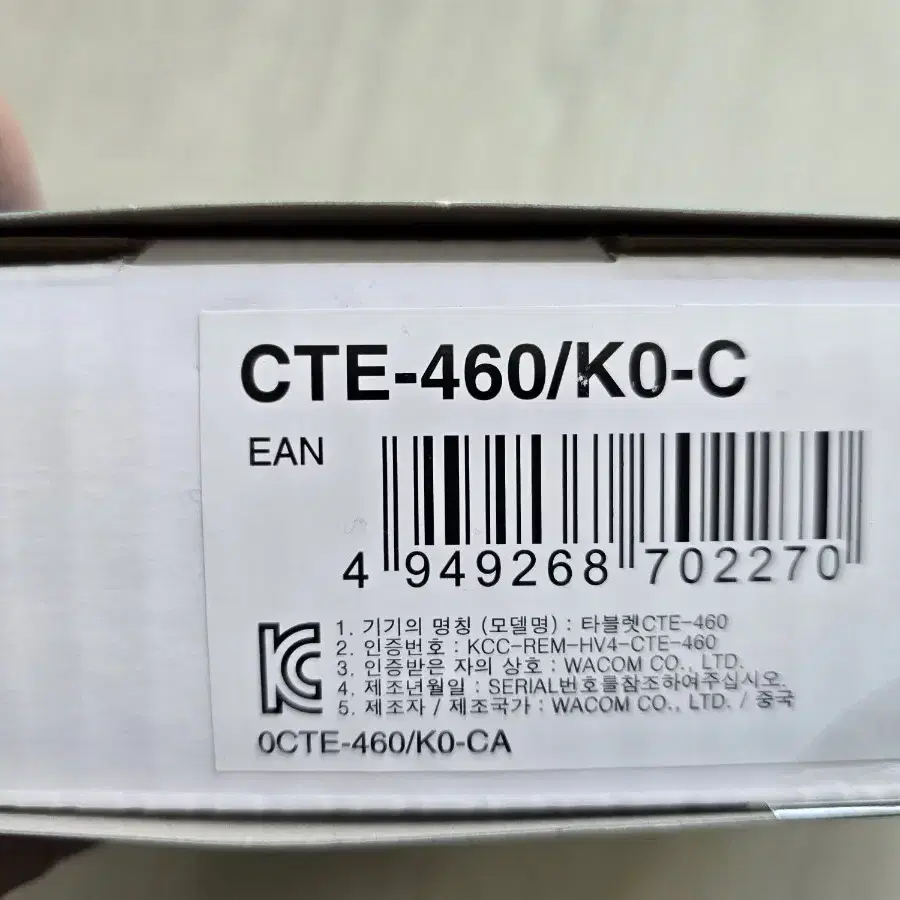 CTE-460/K0-C
EAN
4 949268 702270
KC
1. 기기의 명칭 (모델명) : 타블렛CTE-460
2. 인증번호 : KCC-REM-HV4-CTE-460
3. 인증받은 자의 상호 : WACOM CO., LTD.
4. 제조년월일 : SERIAL번호를참조하여주십시오.
5. 제조자 / 제조국가 : WACOM CO., LTD. / 중국
0CTE-460/K0-CA